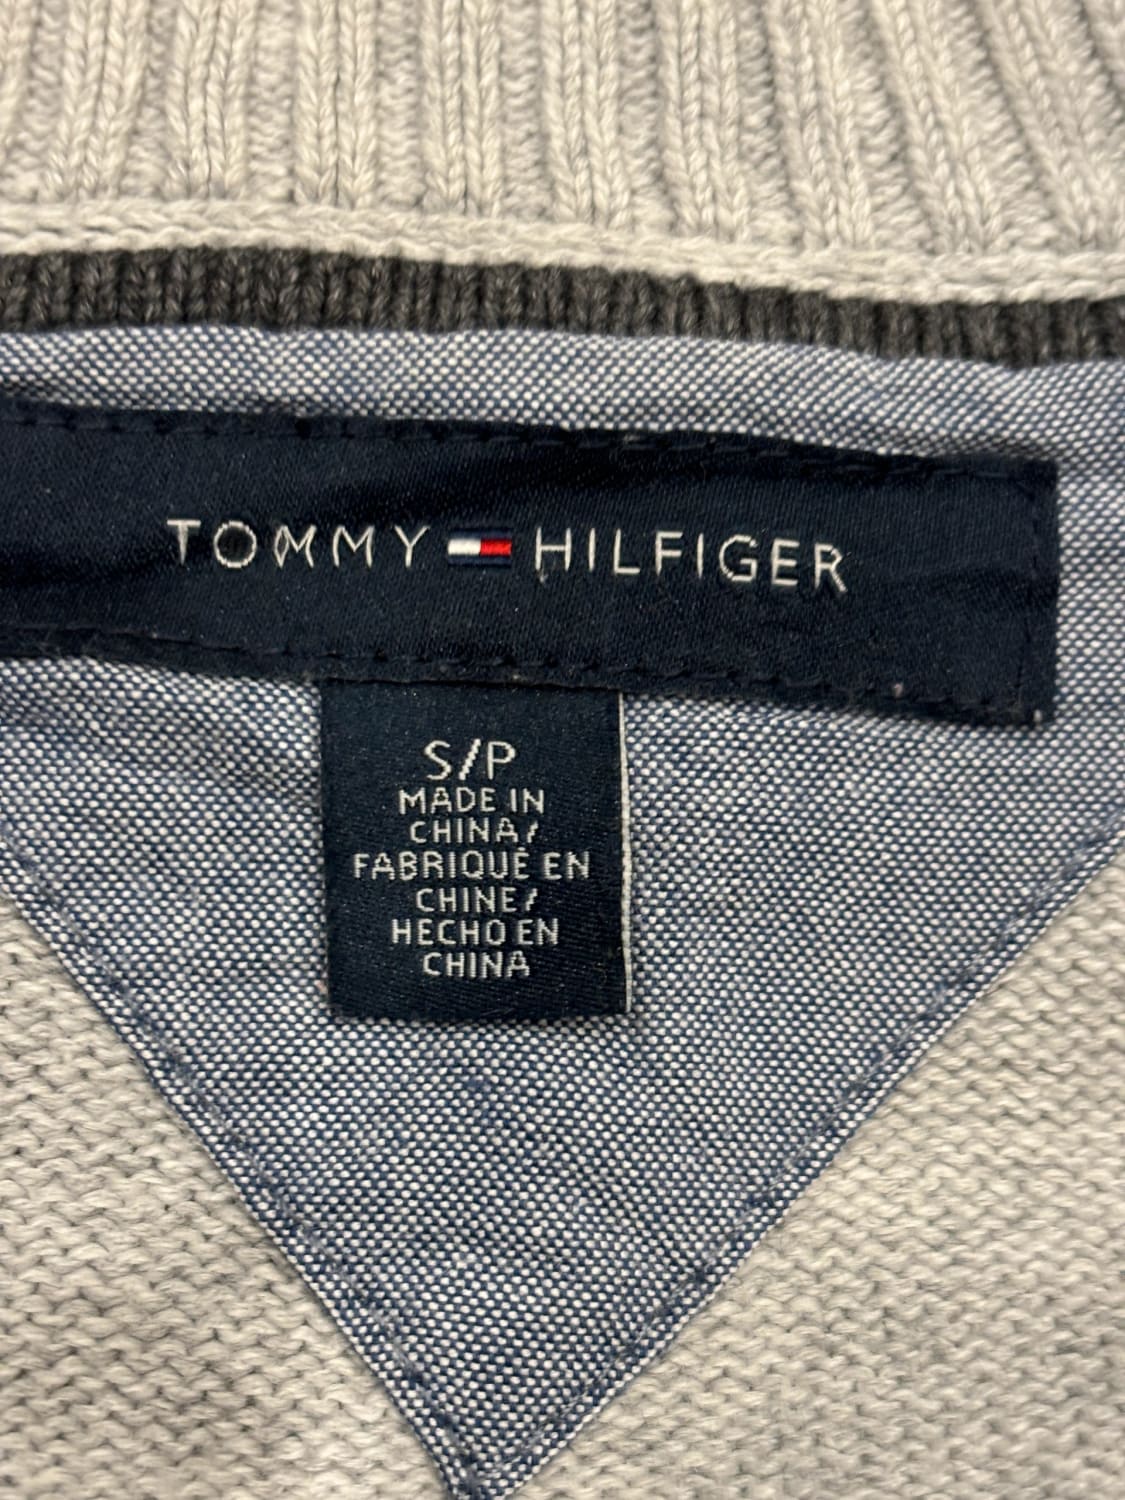 TOMMY HILFIGER
S/P
MADE IN
CHINA/
FABRIQUÉ EN
CHINE/
HECHO EN
CHINA